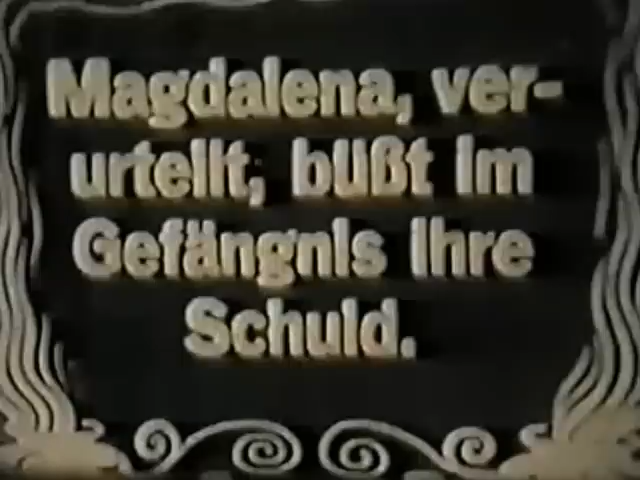 Magdalena, ver-
urteilt, büßt im
Gefängnis ihre
Schuld.